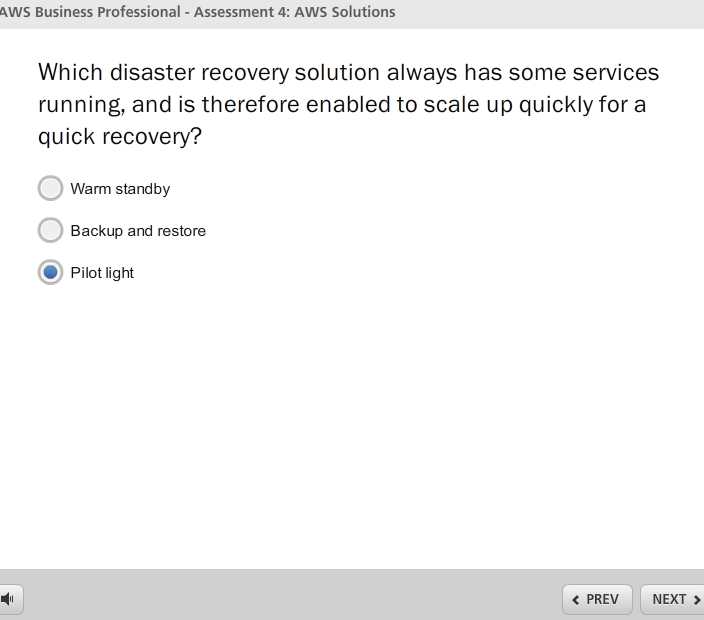 AWS Business Professional - Assessment 4: AWS Solutions
Which disaster recovery solution always has some services
running, and is therefore enabled to scale up quickly for a
quick recovery?
Warm standby
Backup and restore
Pilot light
PREV
NEXT